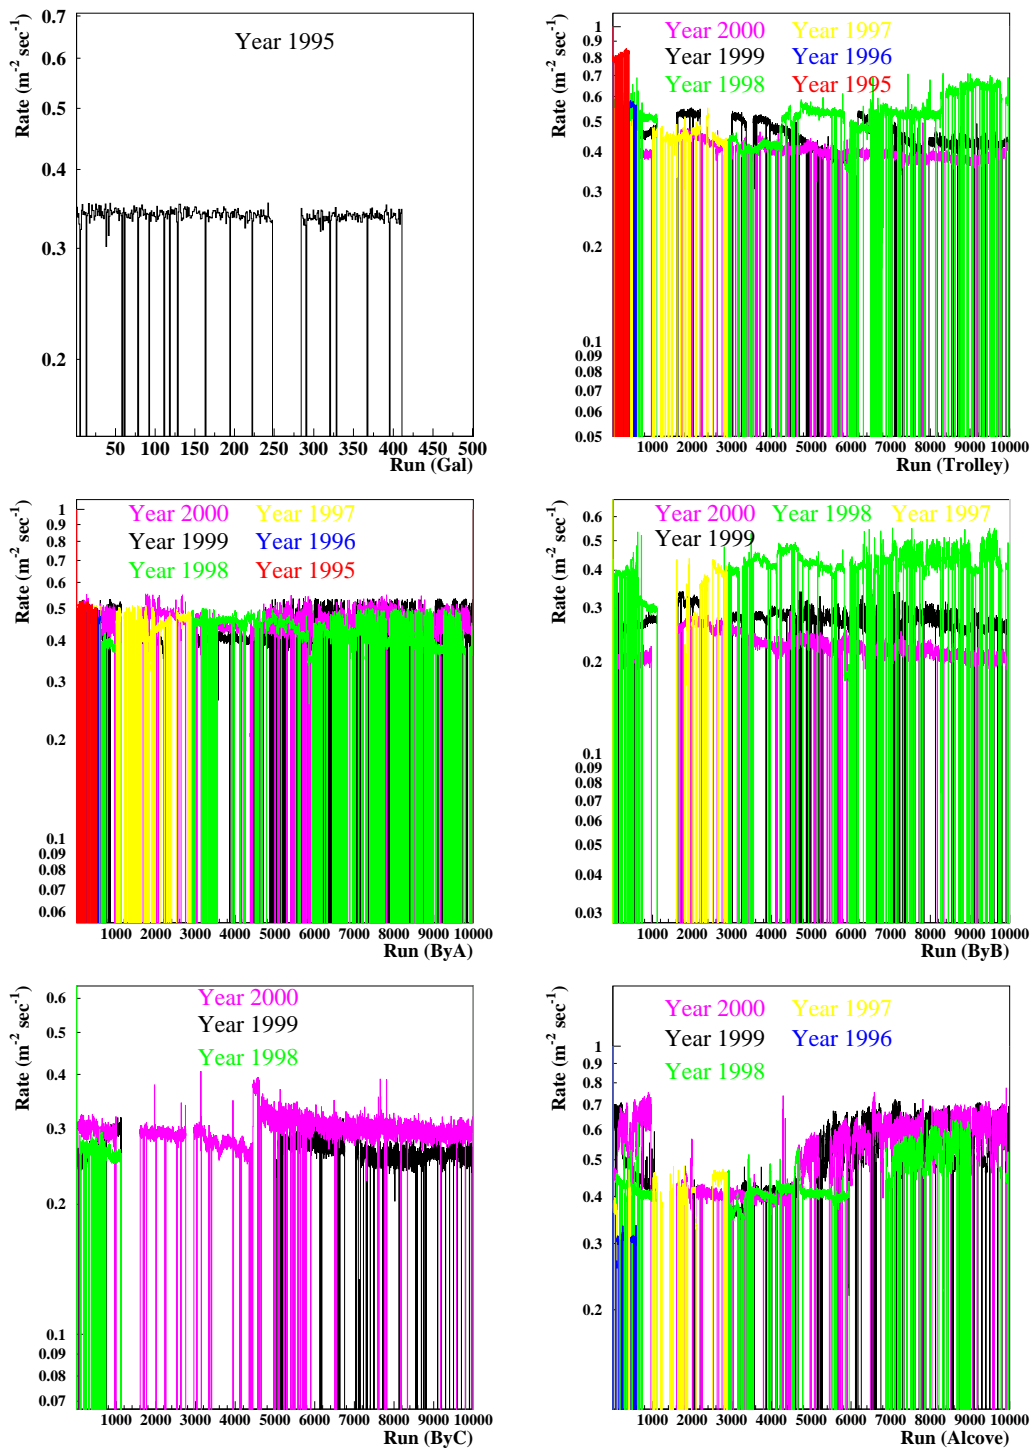 Rate (m-2 sec-1)
Year 1995
0.7
0.6
0.5
0.4
0.3
0.2
50 100 150 200 250 300 350 400 450 500
Run (Gal)
Rate (m-2 sec-1)
Year 2000 Year 1997
Year 1999 Year 1996
Year 1998 Year 1995
1
0.9
0.8
0.7
0.6
0.5
0.4
0.3
0.2
0.1
0.09
0.08
0.07
0.06
0.05
1000 2000 3000 4000 5000 6000 7000 8000 9000 10000
Run (Trolley)
Rate (m-2 sec-1)
Year 2000 Year 1997
Year 1999 Year 1996
Year 1998 Year 1995
1
0.9
0.8
0.7
0.6
0.5
0.4
0.3
0.2
0.1
0.09
0.08
0.07
0.06
1000 2000 3000 4000 5000 6000 7000 8000 9000 10000
Run (ByA)
Rate (m-2 sec-1)
Year 2000 Year 1998 Year 1997
Year 1999
0.6
0.5
0.4
0.3
0.2
0.1
0.09
0.08
0.07
0.06
0.05
0.04
0.03
1000 2000 3000 4000 5000 6000 7000 8000 9000 10000
Run (ByB)
Rate (m-2 sec-1)
Year 2000
Year 1999
Year 1998
0.6
0.5
0.4
0.3
0.2
0.1
0.09
0.08
0.07
1000 2000 3000 4000 5000 6000 7000 8000 9000 10000
Run (ByC)
Rate (m-2 sec-1)
Year 2000 Year 1997
Year 1999 Year 1996
Year 1998
1
0.9
0.8
0.7
0.6
0.5
0.4
0.3
0.2
1000 2000 3000 4000 5000 6000 7000 8000 9000 10000
Run (Alcove)